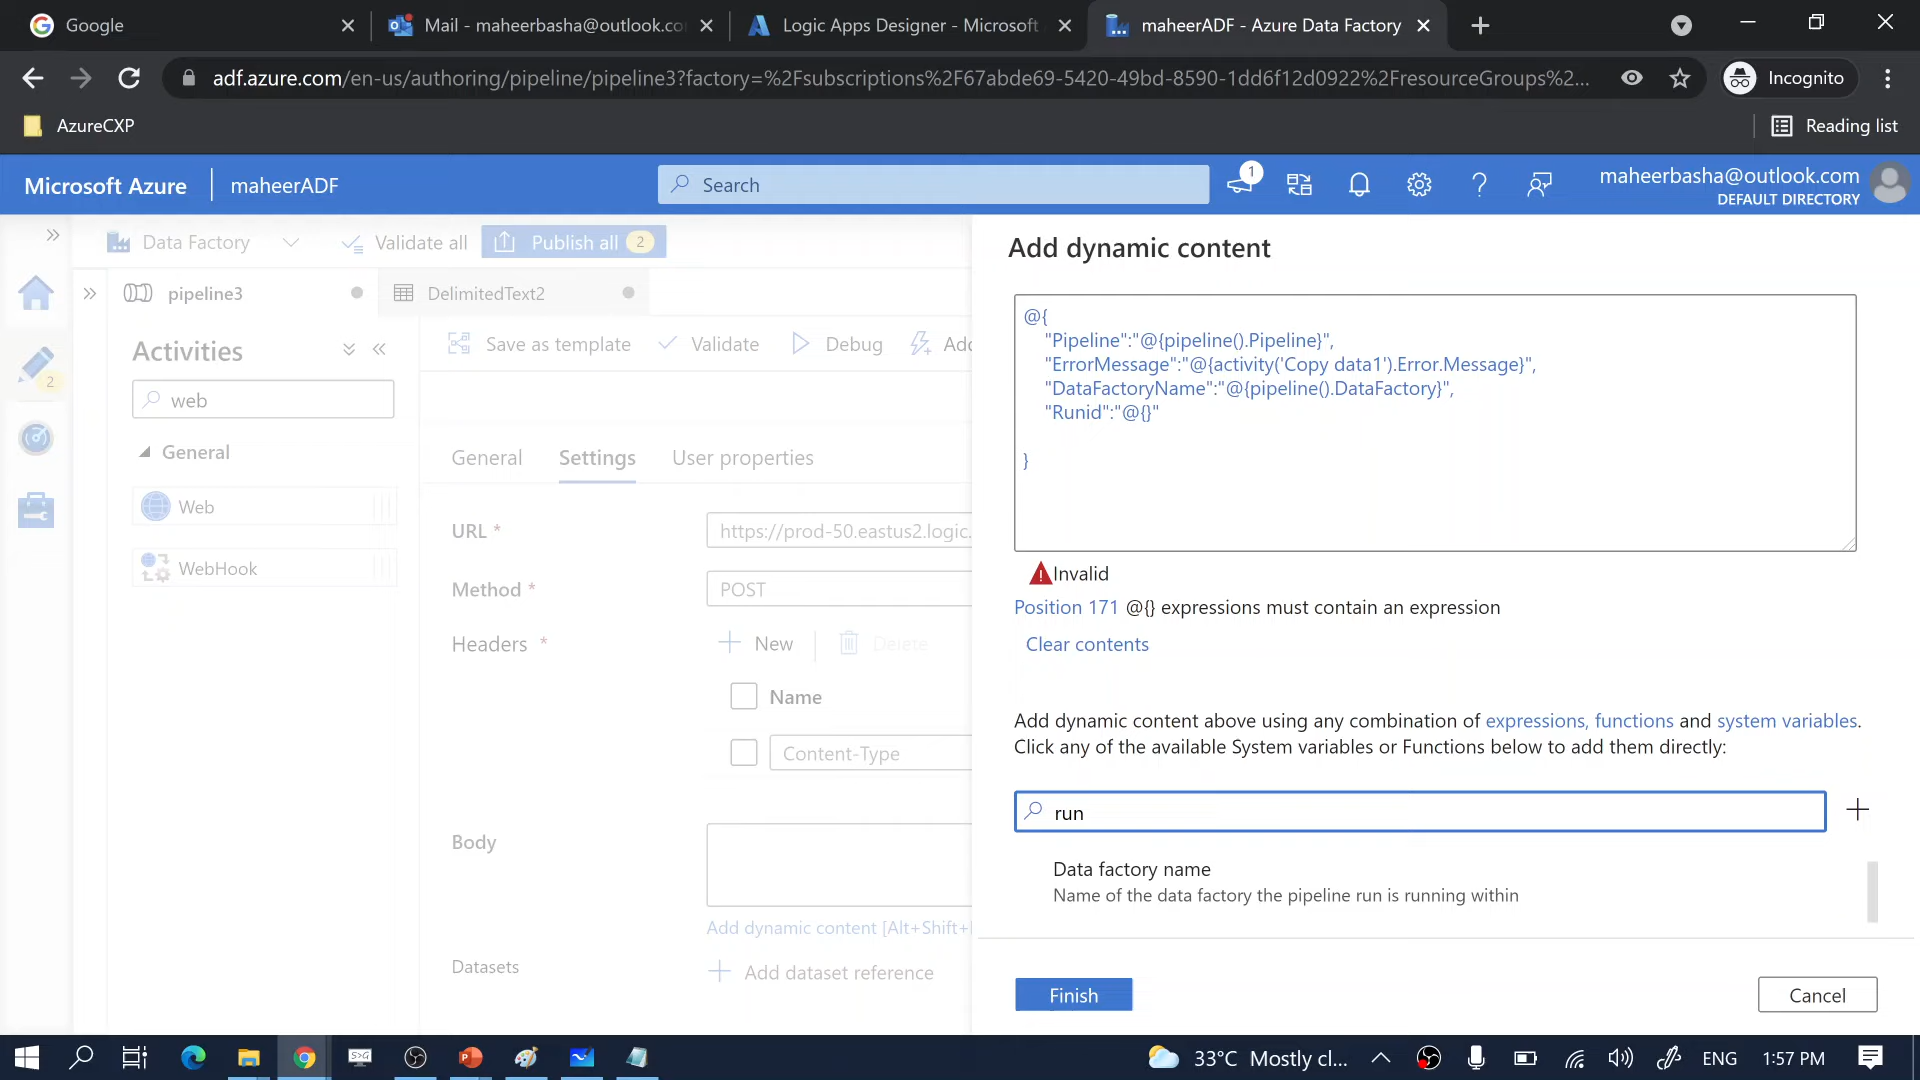 Google
Mail - maheerbasha@outlook.co
Logic Apps Designer - Microsoft
maheerADF - Azure Data Factory
adf.azure.com/en-us/authoring/pipeline/pipeline3?factory=%2Fsubscriptions%2F67abde69-5420-49bd-8590-1dd6f12d0922%2FresourceGroups%2...
Incognito
AzureCXP
Reading list
Microsoft Azure
maheerADF
Search
1
maheerbasha@outlook.com
DEFAULT DIRECTORY
Data Factory
Validate all
Publish all 2
pipeline3
DelimitedText2
2
Activities
web
General
Web
WebHook
Save as template
Validate
Debug
Add
General
Settings
User properties
URL *
https://prod-50.eastus2.logic.
Method *
POST
Headers *
New
Delete
Name
Content-Type
Body
Add dynamic content [Alt+Shift+
Datasets
Add dataset reference
Add dynamic content
@{
"Pipeline":"@{pipeline().Pipeline}",
"ErrorMessage":"@{activity('Copy data1').Error.Message}",
"DataFactoryName":"@{pipeline().DataFactory}",
"Runid":"@{}"
}
Invalid
Position 171 @{} expressions must contain an expression
Clear contents
Add dynamic content above using any combination of expressions, functions and system variables.
Click any of the available System variables or Functions below to add them directly:
run
Data factory name
Name of the data factory the pipeline run is running within
Finish
Cancel
33°C Mostly cl...
ENG
1:57 PM